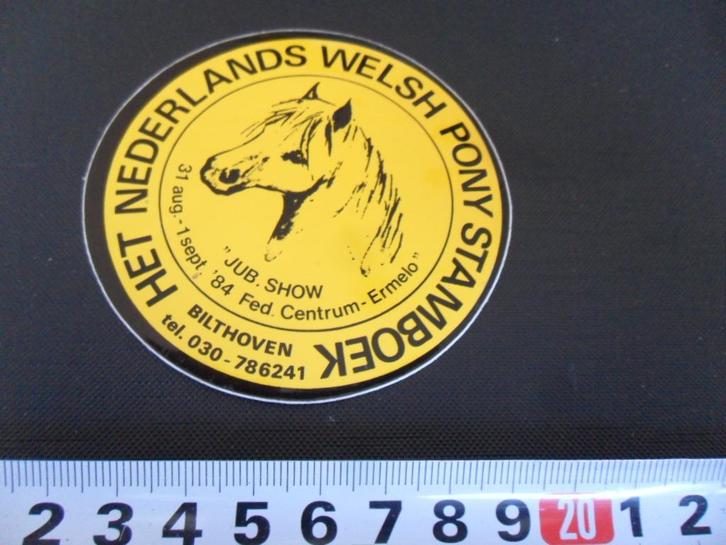 HET NEDERLANDS WELSH PONY STAMBOEK
31 aug. - 1 sept. '84 Fed. Centrum - Ermelo"
"JUB. SHOW
BILTHOVEN
tel. 030 - 786241
2 3 4 5 6 7 8 9 20 1 2